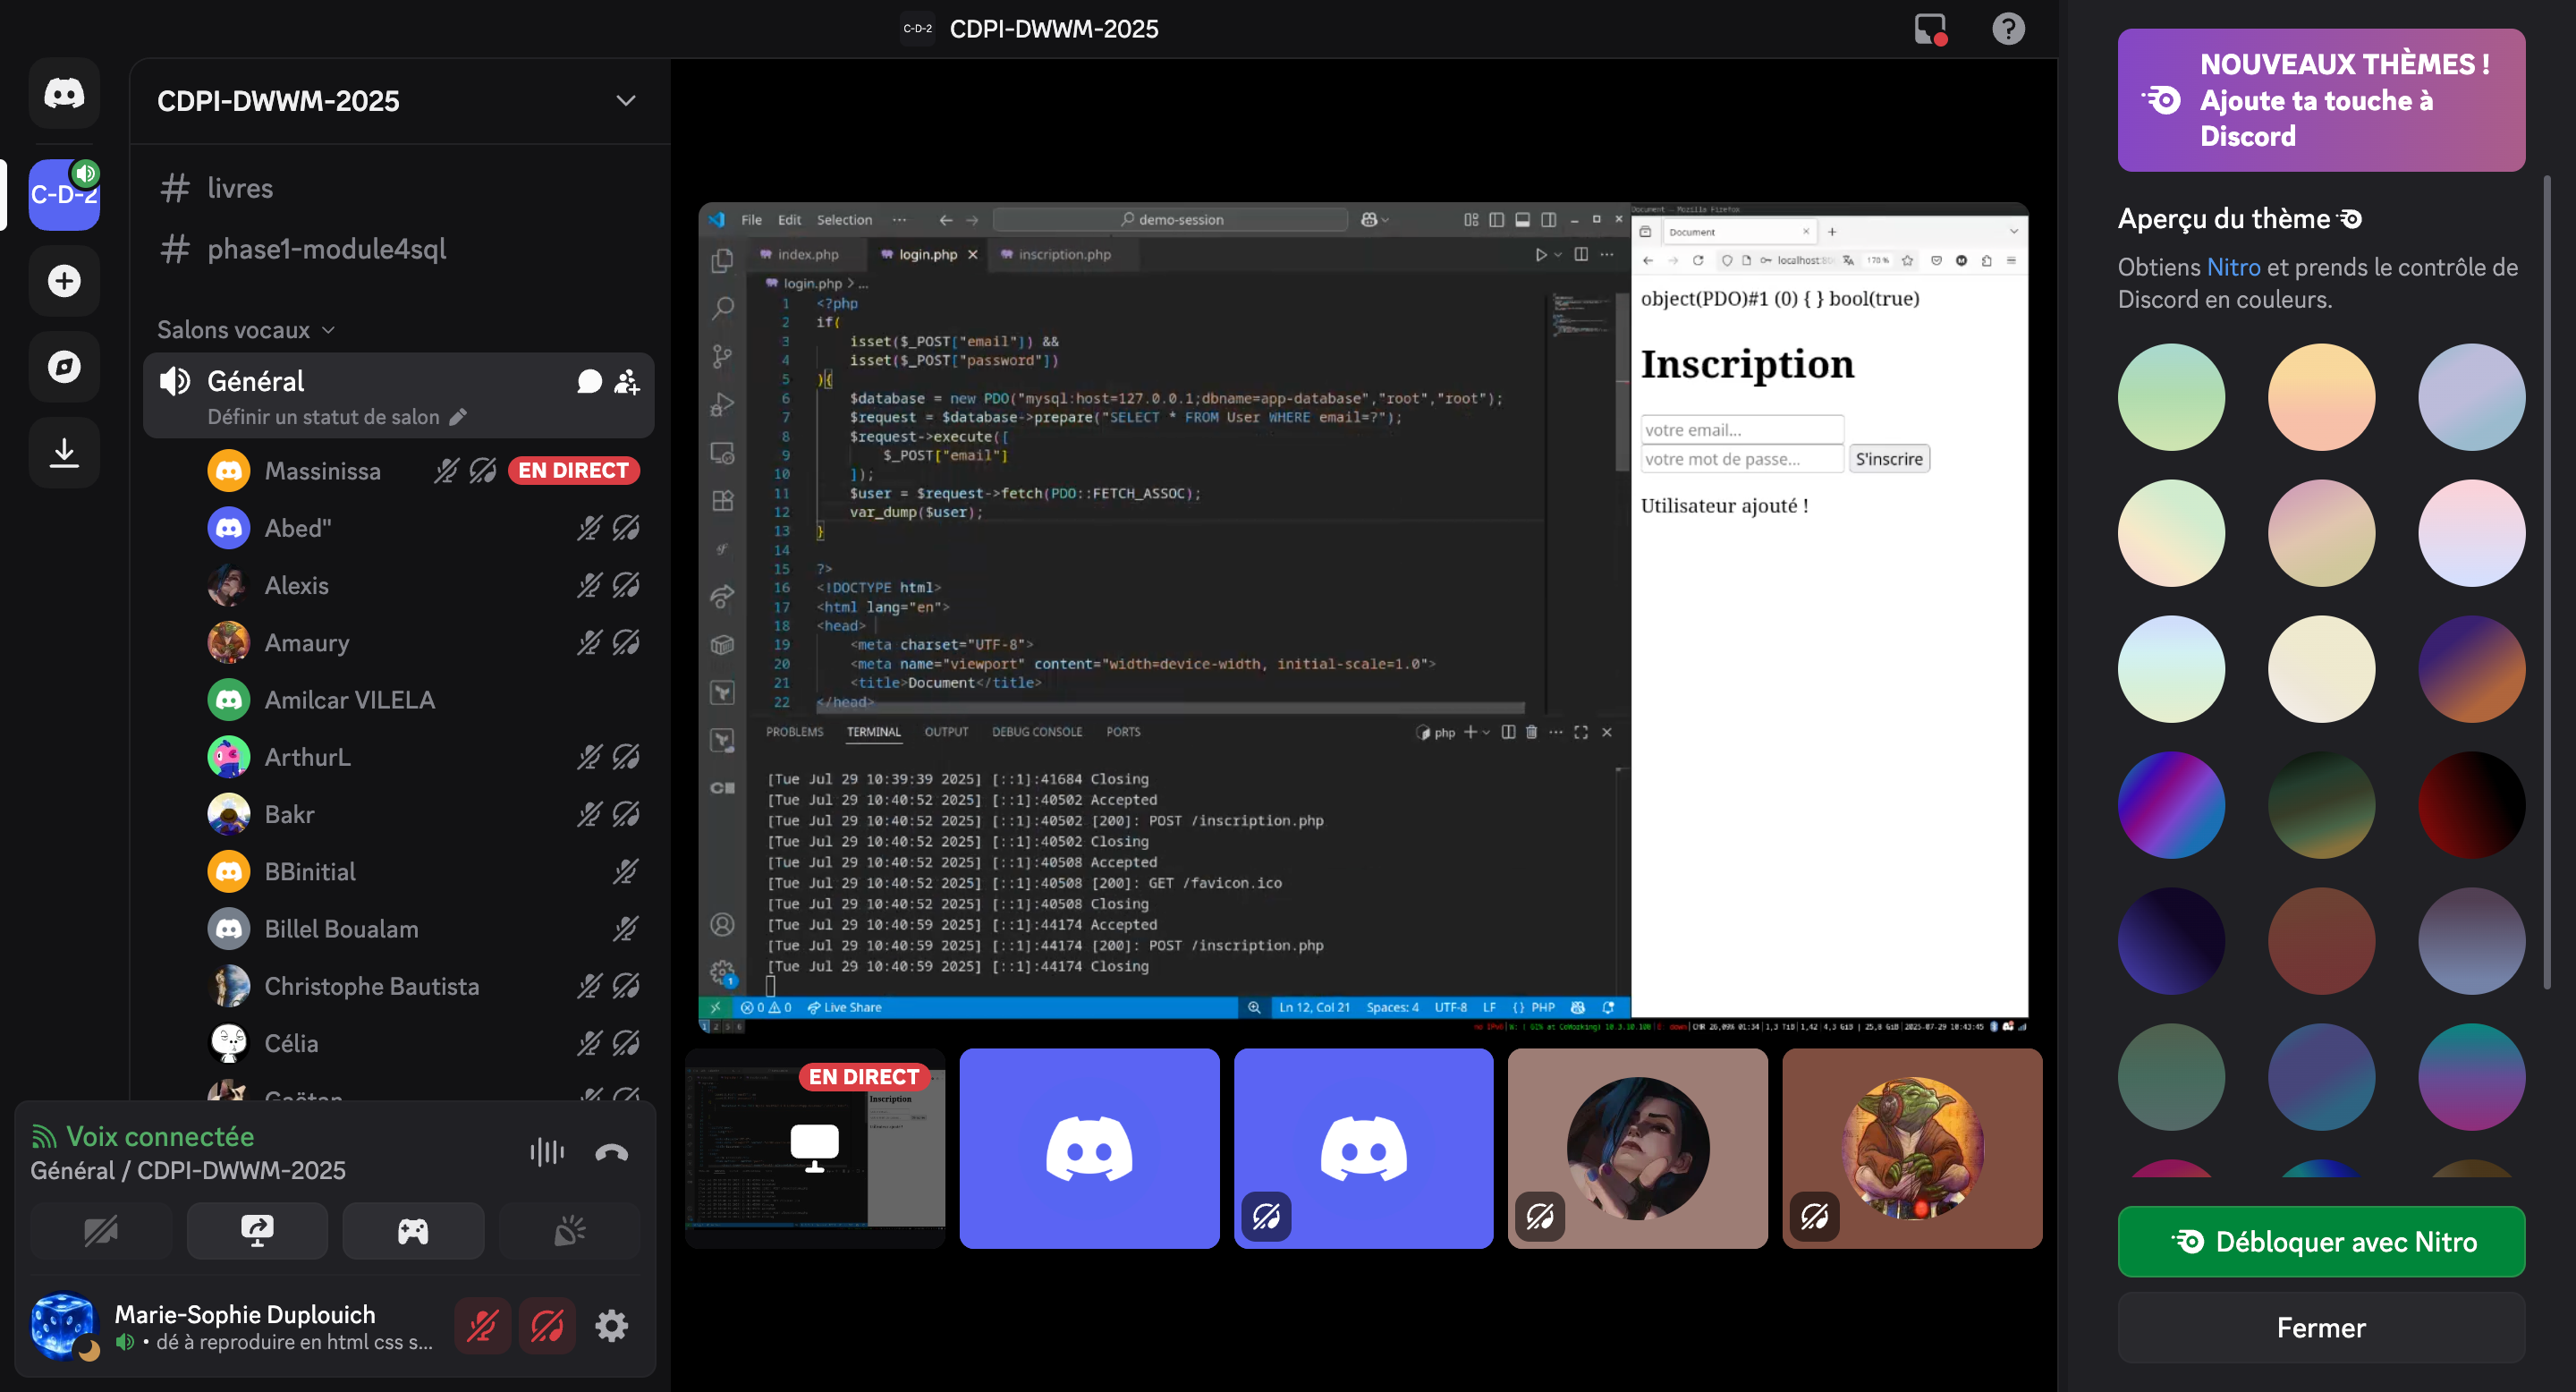 C-D-2 CDPI-DWWM-2025
C-D-2
CDPI-DWWM-2025
livres
phase1-module4sql
Salons vocaux
Général
Définir un statut de salon
Massinissa EN DIRECT
Abed"
Alexis
Amaury
Amilcar VILELA
ArthurL
Bakr
BBinitial
Billel Boualam
Christophe Bautista
Célia
Gaëtan
Voix connectée
Général / CDPI-DWWM-2025
Marie-Sophie Duplouich
• dé à reproduire en html css s...
File Edit Selection ··· demo-session
index.php login.php inscription.php
login.php > ...
1 <?php
2 if(
3 isset($_POST["email"]) &&
4 isset($_POST["password"])
5 ){
6 $database = new PDO("mysql:host=127.0.0.1;dbname=app-database","root","root");
7 $request = $database->prepare("SELECT * FROM User WHERE email=?");
8 $request->execute([
9 $_POST["email"]
10 ]);
11 $user = $request->fetch(PDO::FETCH_ASSOC);
12 var_dump($user);
13 }
14
15 ?>
16 <!DOCTYPE html>
17 <html lang="en">
18 <head>
19 <meta charset="UTF-8">
20 <meta name="viewport" content="width=device-width, initial-scale=1.0">
21 <title>Document</title>
22 </head>
PROBLEMS TERMINAL OUTPUT DEBUG CONSOLE PORTS php
[Tue Jul 29 10:39:39 2025] [::1]:41684 Closing
[Tue Jul 29 10:40:52 2025] [::1]:40502 Accepted
[Tue Jul 29 10:40:52 2025] [::1]:40502 [200]: POST /inscription.php
[Tue Jul 29 10:40:52 2025] [::1]:40502 Closing
[Tue Jul 29 10:40:52 2025] [::1]:40508 Accepted
[Tue Jul 29 10:40:52 2025] [::1]:40508 [200]: GET /favicon.ico
[Tue Jul 29 10:40:52 2025] [::1]:40508 Closing
[Tue Jul 29 10:40:59 2025] [::1]:44174 Accepted
[Tue Jul 29 10:40:59 2025] [::1]:44174 [200]: POST /inscription.php
[Tue Jul 29 10:40:59 2025] [::1]:44174 Closing
1
0 0 Live Share Ln 12, Col 21 Spaces: 4 UTF-8 LF {} PHP
Document — Mozilla Firefox
Document
localhost:80 170 %
object(PDO)#1 (0) { } bool(true)
Inscription
votre email...
votre mot de passe... S'inscrire
Utilisateur ajouté !
2025-07-29 10:43:45
EN DIRECT
Inscription
NOUVEAUX THÈMES !
Ajoute ta touche à
Discord
Aperçu du thème
Obtiens Nitro et prends le contrôle de
Discord en couleurs.
Débloquer avec Nitro
Fermer